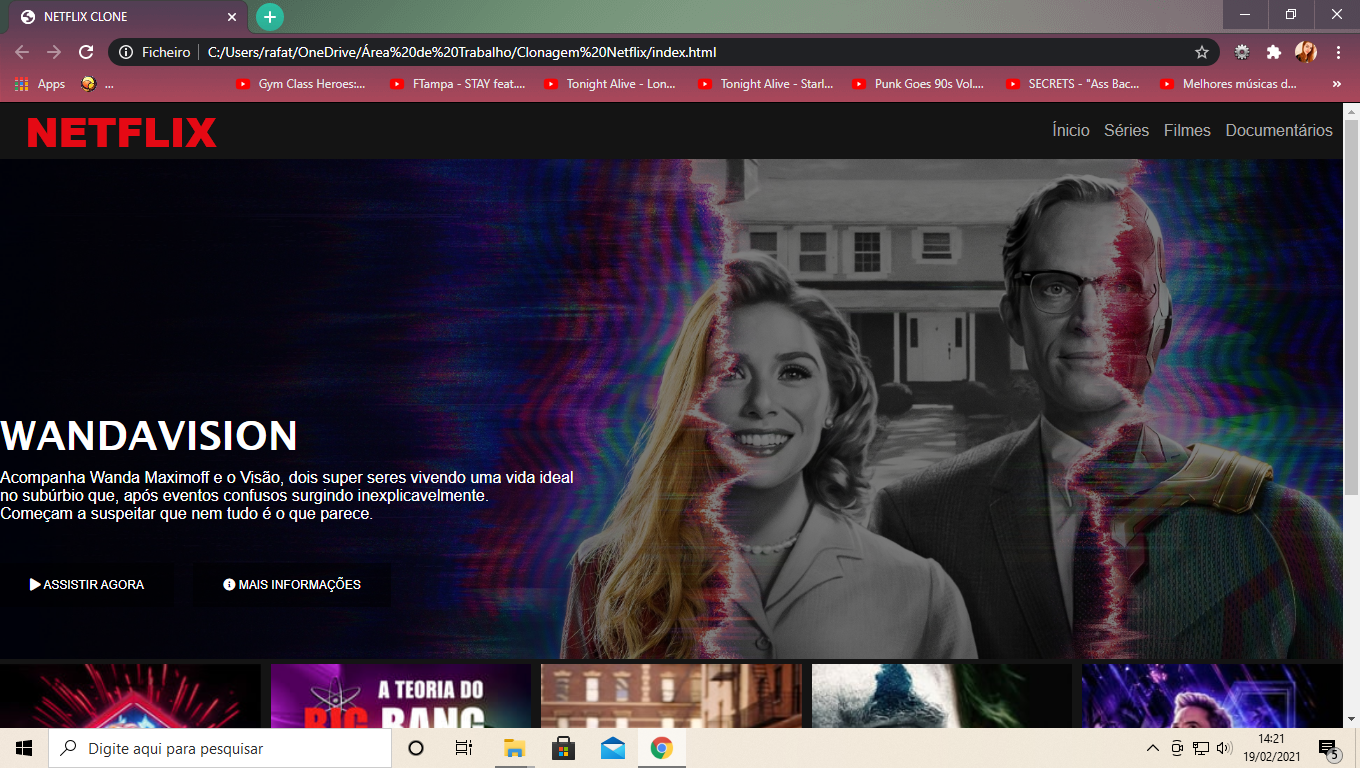 NETFLIX CLONE
Ficheiro
C:/Users/rafat/OneDrive/Área%20de%20Trabalho/Clonagem%20Netflix/index.html
Apps
...
Gym Class Heroes:...
FTampa - STAY feat....
Tonight Alive - Lon...
Tonight Alive - Starl...
Punk Goes 90s Vol....
SECRETS - "Ass Bac...
Melhores músicas d...
»
NETFLIX
Ínicio
Séries
Filmes
Documentários
WANDAVISION
Acompanha Wanda Maximoff e o Visão, dois super seres vivendo uma vida ideal
no subúrbio que, após eventos confusos surgindo inexplicavelmente.
Começam a suspeitar que nem tudo é o que parece.
ASSISTIR AGORA
MAIS INFORMAÇÕES
A TEORIA DO
BIG BANG
Digite aqui para pesquisar
14:21
19/02/2021
5